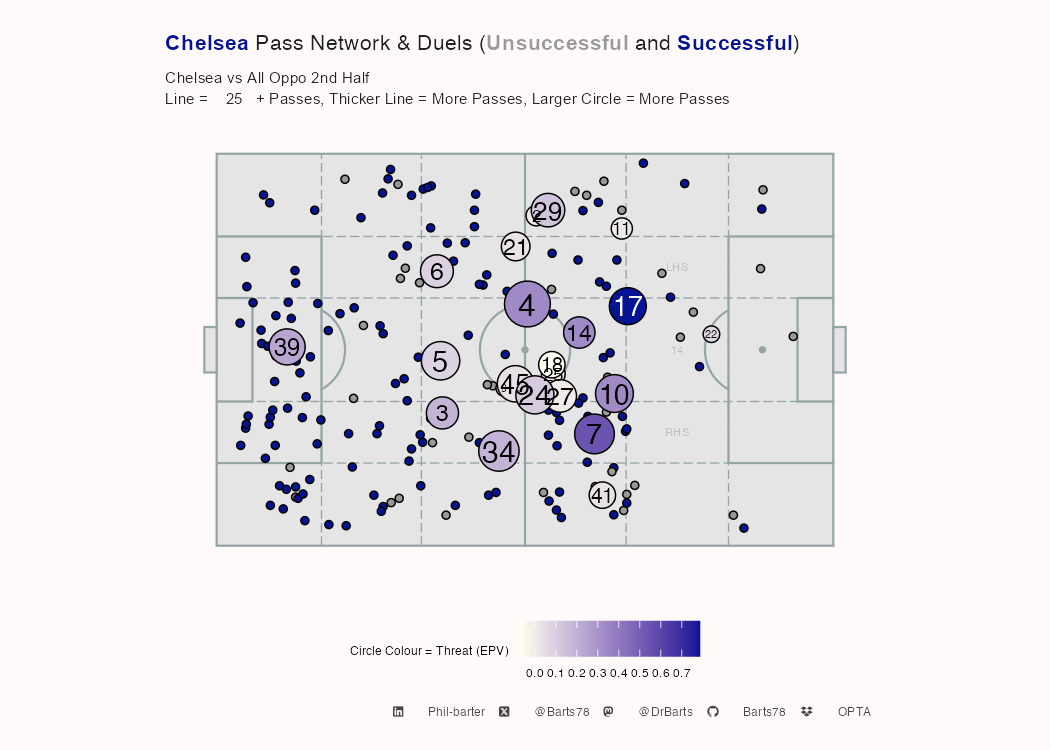 Chelsea Pass Network & Duels (Unsuccessful and Successful)
Chelsea vs All Oppo 2nd Half
Line = 25 + Passes, Thicker Line = More Passes, Larger Circle = More Passes
29
11
21
LHS
6
4
17
14
22
39
5
14
18
45
24
27
10
3
7
RHS
34
41
Circle Colour = Threat (EPV)
0.0 0.1 0.2 0.3 0.4 0.5 0.6 0.7
Phil-barter @Barts78 @DrBarts Barts78 OPTA